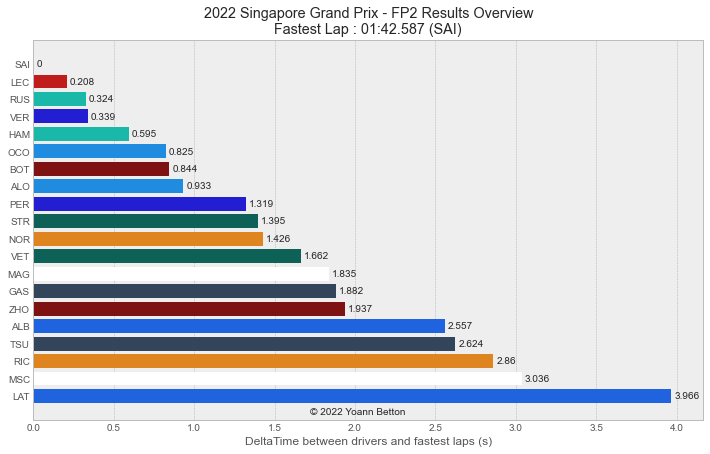 2022 Singapore Grand Prix - FP2 Results Overview
Fastest Lap : 01:42.587 (SAI)
SAI 0
LEC 0.208
RUS 0.324
VER 0.339
HAM 0.595
OCO 0.825
BOT 0.844
ALO 0.933
PER 1.319
STR 1.395
NOR 1.426
VET 1.662
MAG 1.835
GAS 1.882
ZHO 1.937
ALB 2.557
TSU 2.624
RIC 2.86
MSC 3.036
LAT 3.966
© 2022 Yoann Betton
0.0 0.5 1.0 1.5 2.0 2.5 3.0 3.5 4.0
DeltaTime between drivers and fastest laps (s)